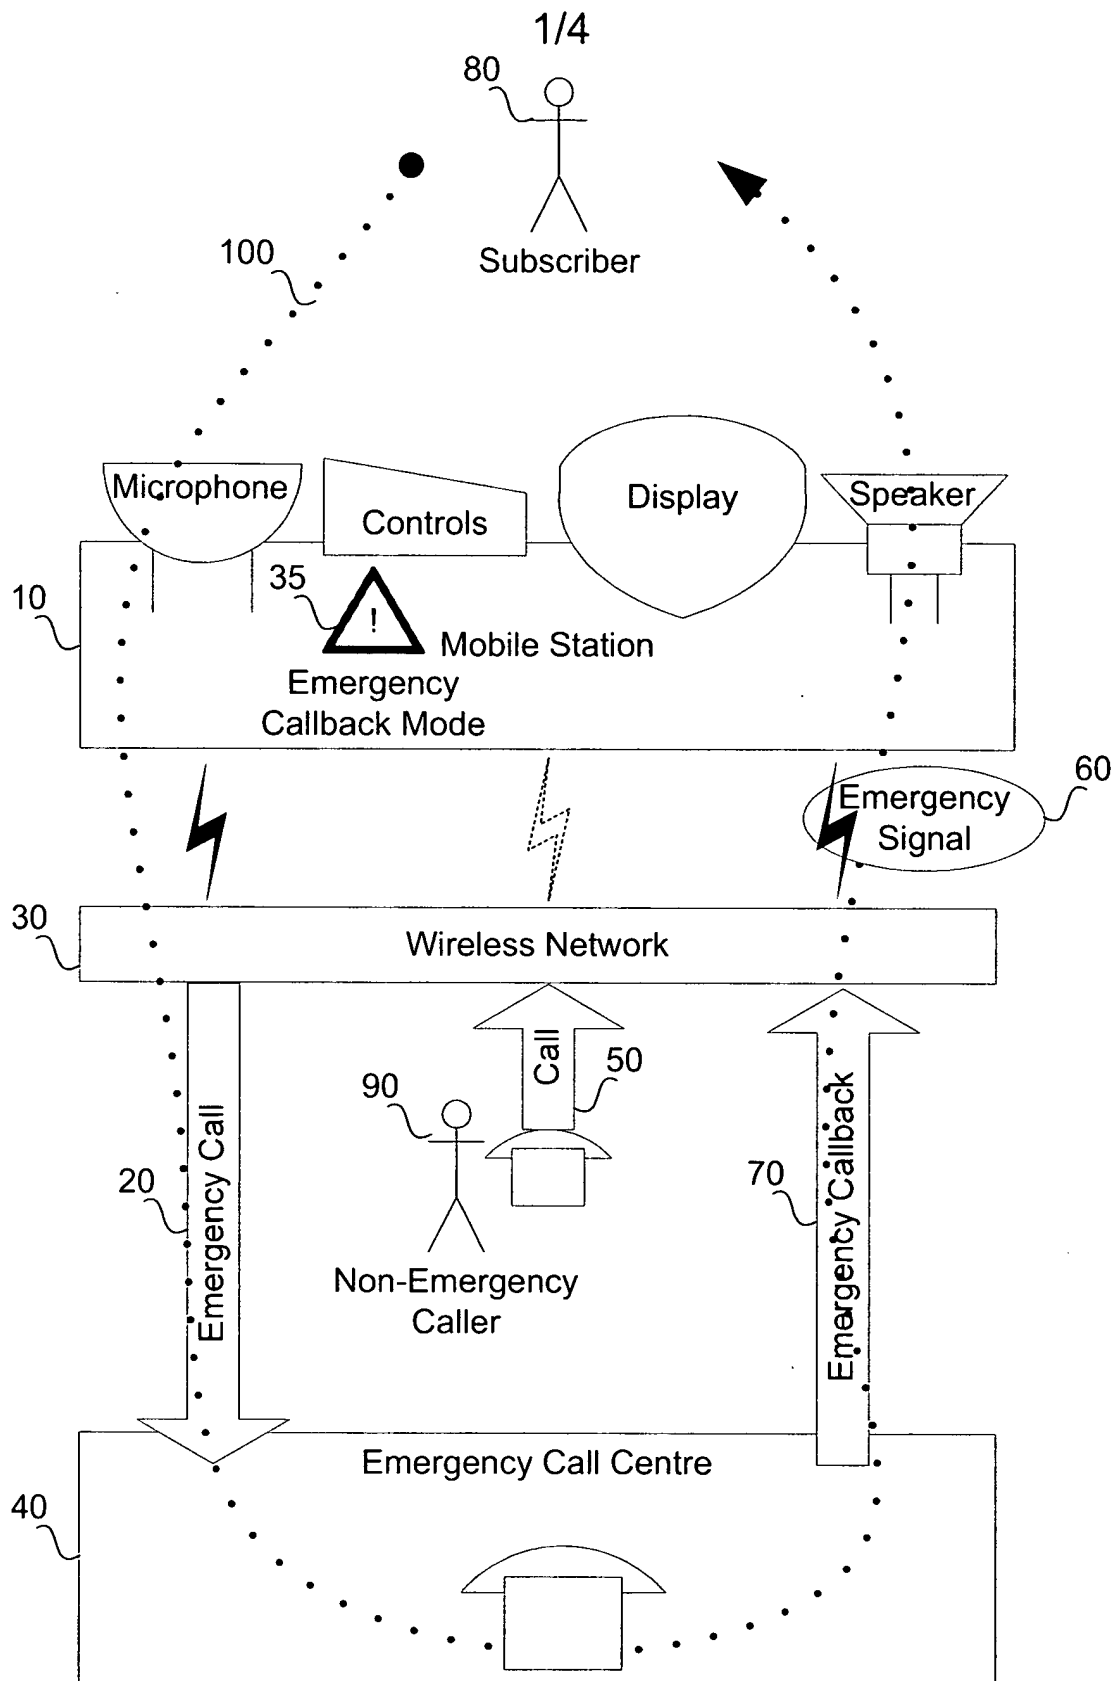 1/4
80
Subscriber
100
Microphone
Controls
Display
Speaker
10
35
!
Mobile Station
Emergency
Callback Mode
60
Emergency
Signal
30
Wireless Network
Call
50
90
20
Emergency Call
70
Emergency Callback
Non-Emergency
Caller
Emergency Call Centre
40